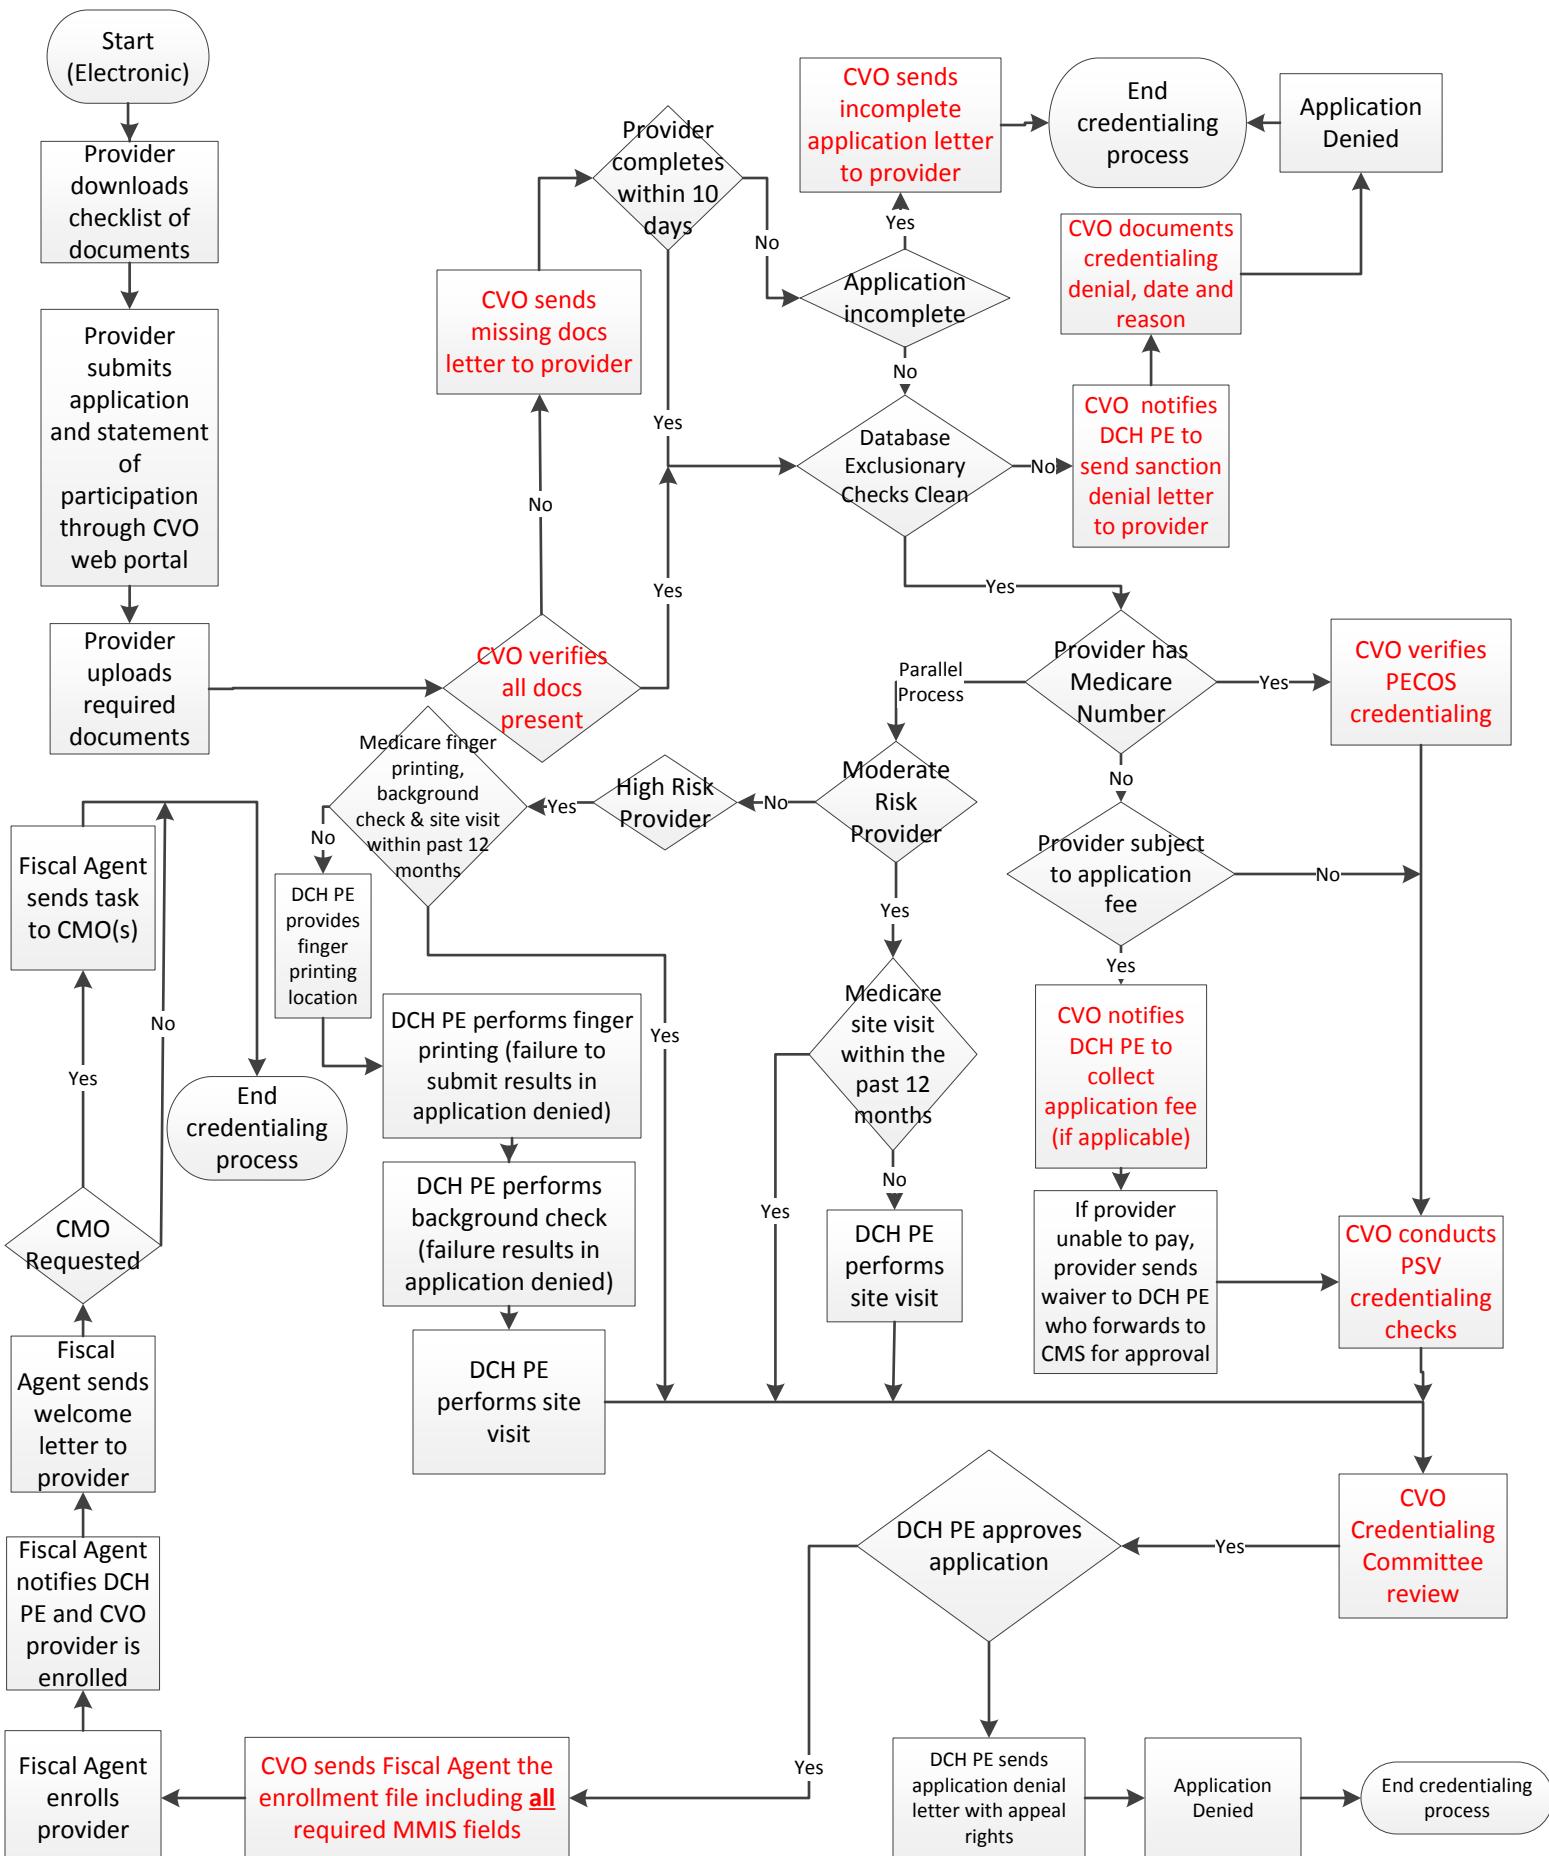 Start
(Electronic)
Provider
downloads
checklist of
documents
Provider
submits
application
and statement
of
participation
through CVO
web portal
Provider
uploads
required
documents
CVO verifies
all docs
present
No
Yes
CVO sends
missing docs
letter to provider
Provider
completes
within 10
days
No
Yes
Application
incomplete
Yes
No
CVO sends
incomplete
application letter
to provider
End
credentialing
process
Application
Denied
CVO documents
credentialing
denial, date and
reason
CVO  notifies
DCH PE to
send sanction
denial letter
to provider
Database
Exclusionary
Checks Clean
No
Yes
Provider has
Medicare
Number
Parallel
Process
Yes
No
CVO verifies
PECOS
credentialing
Provider subject
to application
fee
No
Yes
CVO notifies
DCH PE to
collect
application fee
(if applicable)
If provider
unable to pay,
provider sends
waiver to DCH PE
who forwards to
CMS for approval
CVO conducts
PSV
credentialing
checks
Moderate
Risk
Provider
No
Yes
High Risk
Provider
Yes
Medicare finger
printing,
background
check & site visit
within past 12
months
No
Yes
DCH PE
provides
finger
printing
location
DCH PE performs finger
printing (failure to
submit results in
application denied)
DCH PE performs
background check
(failure results in
application denied)
DCH PE
performs site
visit
Medicare
site visit
within the
past 12
months
Yes
No
DCH PE
performs
site visit
CVO
Credentialing
Committee
review
Yes
DCH PE approves
application
Yes
DCH PE sends
application denial
letter with appeal
rights
Application
Denied
End credentialing
process
CVO sends Fiscal Agent the
enrollment file including all
required MMIS fields
Fiscal Agent
enrolls
provider
Fiscal Agent
notifies DCH
PE and CVO
provider is
enrolled
Fiscal
Agent sends
welcome
letter to
provider
CMO
Requested
Yes
No
Fiscal Agent
sends task
to CMO(s)
End
credentialing
process